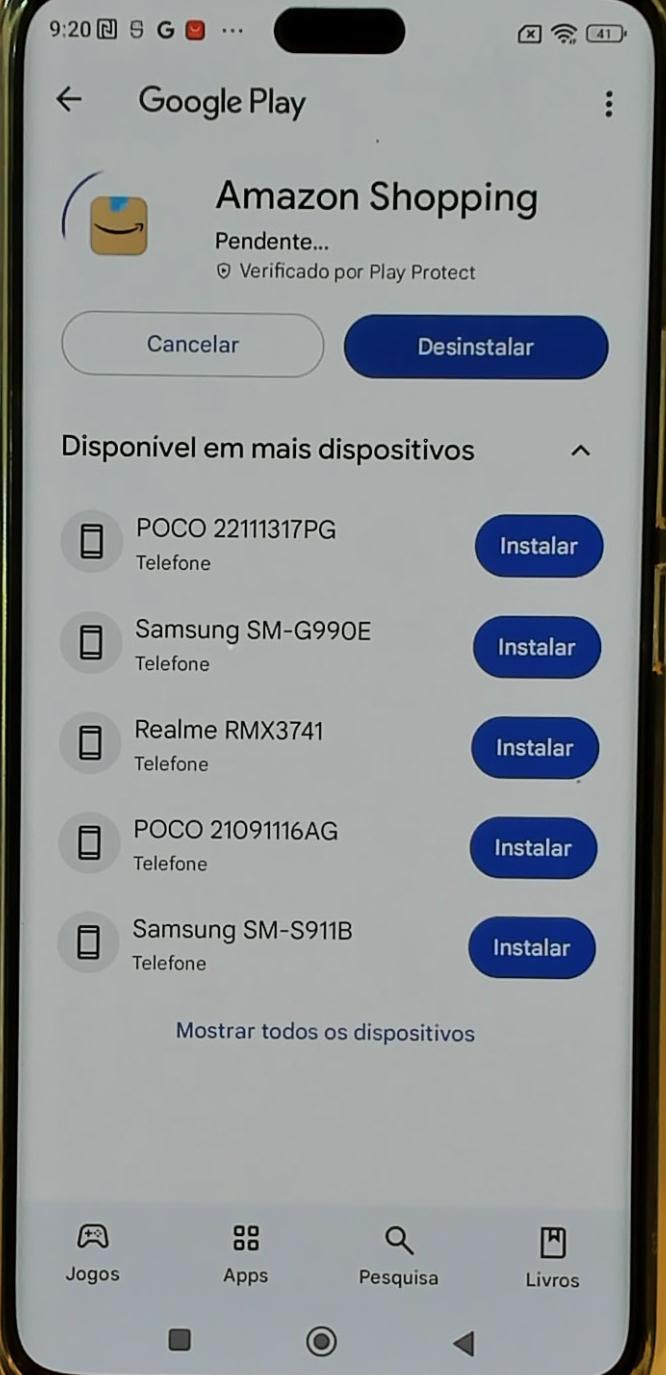 9:20 S G ... 41
Google Play
Amazon Shopping
Pendente...
Verificado por Play Protect
Cancelar
Desinstalar
Disponível em mais dispositivos
POCO 22111317PG
Telefone
Instalar
Samsung SM-G990E
Telefone
Instalar
Realme RMX3741
Telefone
Instalar
POCO 21091116AG
Telefone
Instalar
Samsung SM-S911B
Telefone
Instalar
Mostrar todos os dispositivos
Jogos
Apps
Pesquisa
Livros